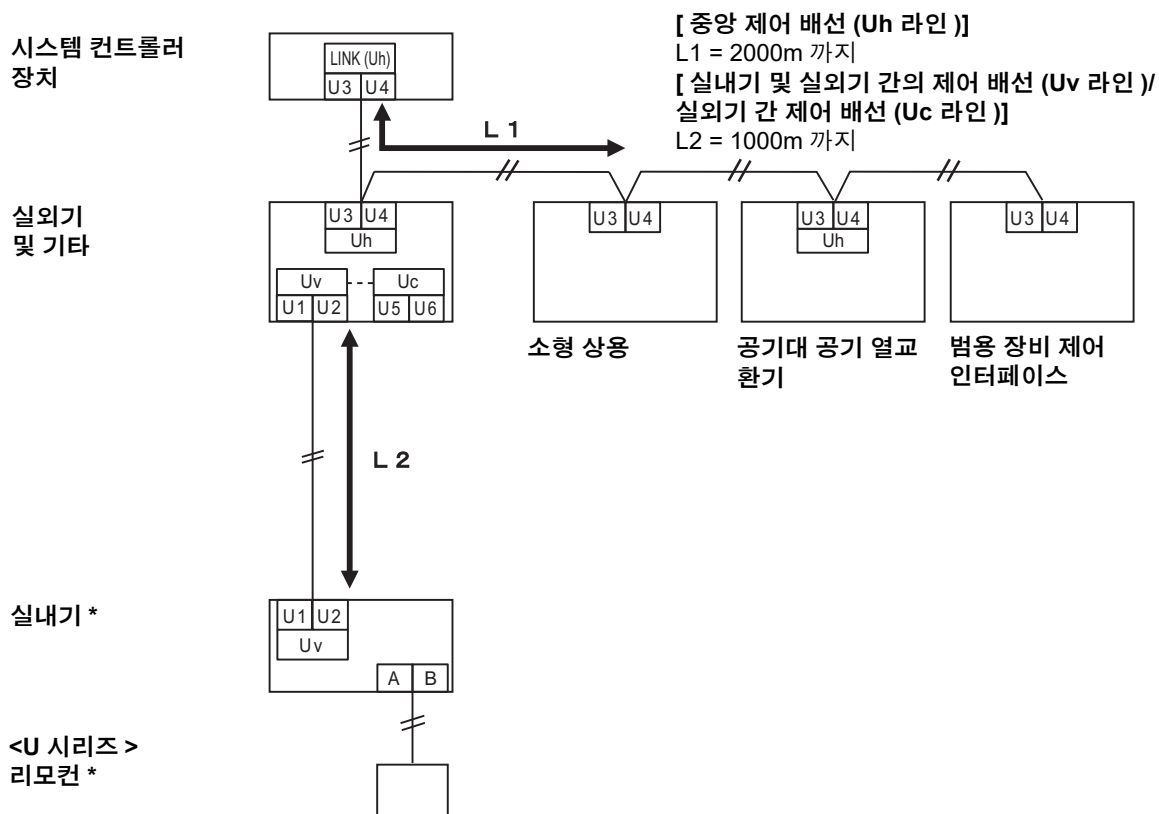 시스템 컨트롤러
장치
LINK (Uh)
U3 U4
[ 중앙 제어 배선 (Uh 라인 )]
L1 = 2000m 까지
[ 실내기 및 실외기 간의 제어 배선 (Uv 라인 )/
실외기 간 제어 배선 (Uc 라인 )]
L2 = 1000m 까지
L 1
실외기
및 기타
U3 U4
Uh
Uv
Uc
U1 U2
U5 U6
U3 U4
소형 상용
U3 U4
Uh
공기대 공기 열교
환기
U3 U4
범용 장비 제어
인터페이스
L 2
실내기 *
U1 U2
Uv
A B
<U 시리즈 >
리모컨 *